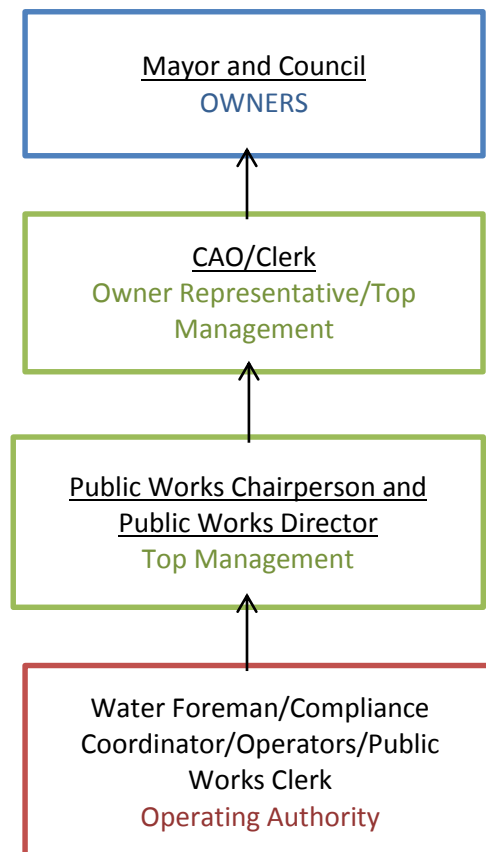 Mayor and Council
OWNERS
CAO/Clerk
Owner Representative/Top
Management
Public Works Chairperson and
Public Works Director
Top Management
Water Foreman/Compliance
Coordinator/Operators/Public
Works Clerk
Operating Authority